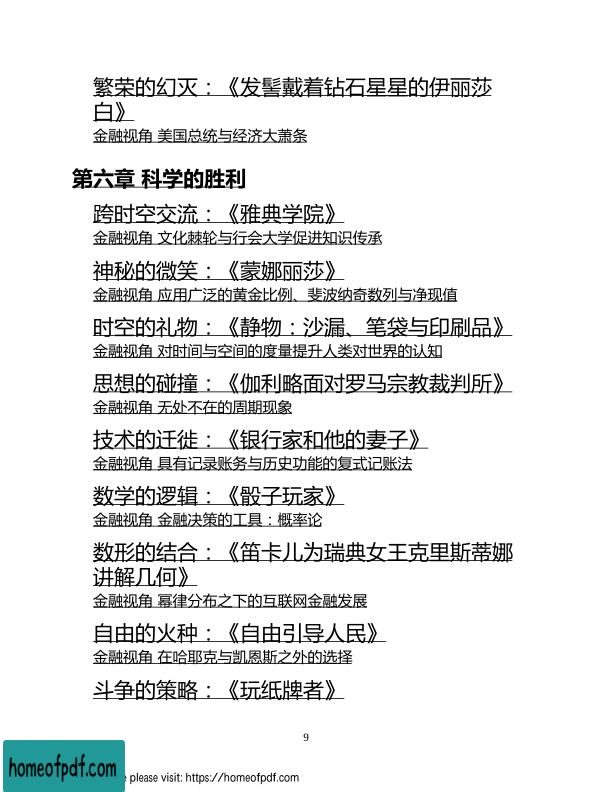 繁荣的幻灭：《发髻戴着钻石星星的伊丽莎
白》
金融视角 美国总统与经济大萧条
第六章 科学的胜利
跨时空交流：《雅典学院》
金融视角 文化棘轮与行会大学促进知识传承
神秘的微笑：《蒙娜丽莎》
金融视角 应用广泛的黄金比例、斐波纳奇数列与净现值
时空的礼物：《静物：沙漏、笔袋与印刷品》
金融视角 对时间与空间的度量提升人类对世界的认知
思想的碰撞：《伽利略面对罗马宗教裁判所》
金融视角 无处不在的周期现象
技术的迁徙：《银行家和他的妻子》
金融视角 具有记录账务与历史功能的复式记账法
数学的逻辑：《骰子玩家》
金融视角 金融决策的工具：概率论
数形的结合：《笛卡儿为瑞典女王克里斯蒂娜
讲解几何》
金融视角 幂律分布之下的互联网金融发展
自由的火种：《自由引导人民》
金融视角 在哈耶克与凯恩斯之外的选择
斗争的策略：《玩纸牌者》
9
homeofpdf.com
e please visit: https://homeofpdf.com